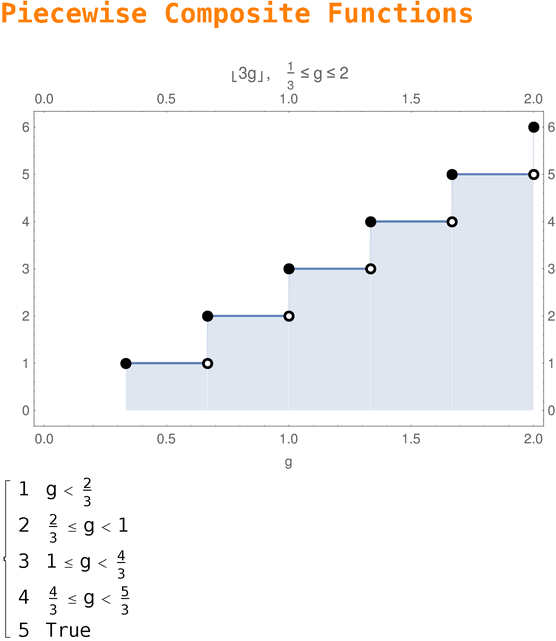 Piecewise Composite Functions
⌊3g⌋, 1/3 ≤ g ≤ 2
0.0 0.5 1.0 1.5 2.0
6 6
5 5
4 4
3 3
2 2
1 1
0 0
0.0 0.5 1.0 1.5 2.0
g
1 g < 2/3
2 2/3 ≤ g < 1
3 1 ≤ g < 4/3
4 4/3 ≤ g < 5/3
5 True